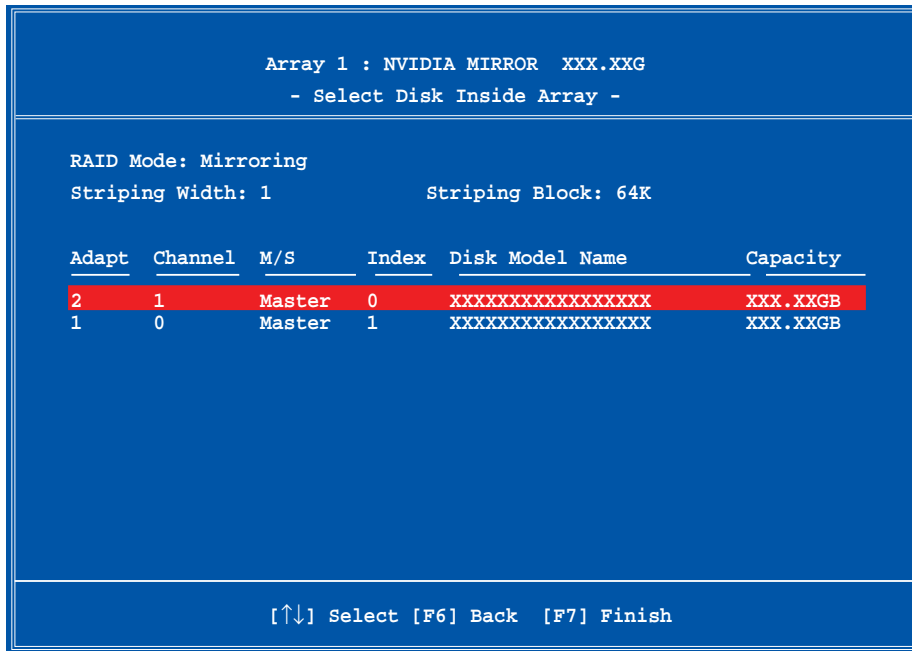 Array 1 : NVIDIA MIRROR  XXX.XXG
- Select Disk Inside Array -
RAID Mode: Mirroring
Striping Width: 1    Striping Block: 64K
Adapt  Channel  M/S  Index  Disk Model Name  Capacity
2  1  Master  0  XXXXXXXXXXXXXXXXX  XXX.XXGB
1  0  Master  1  XXXXXXXXXXXXXXXXX  XXX.XXGB
[↑↓] Select [F6] Back  [F7] Finish